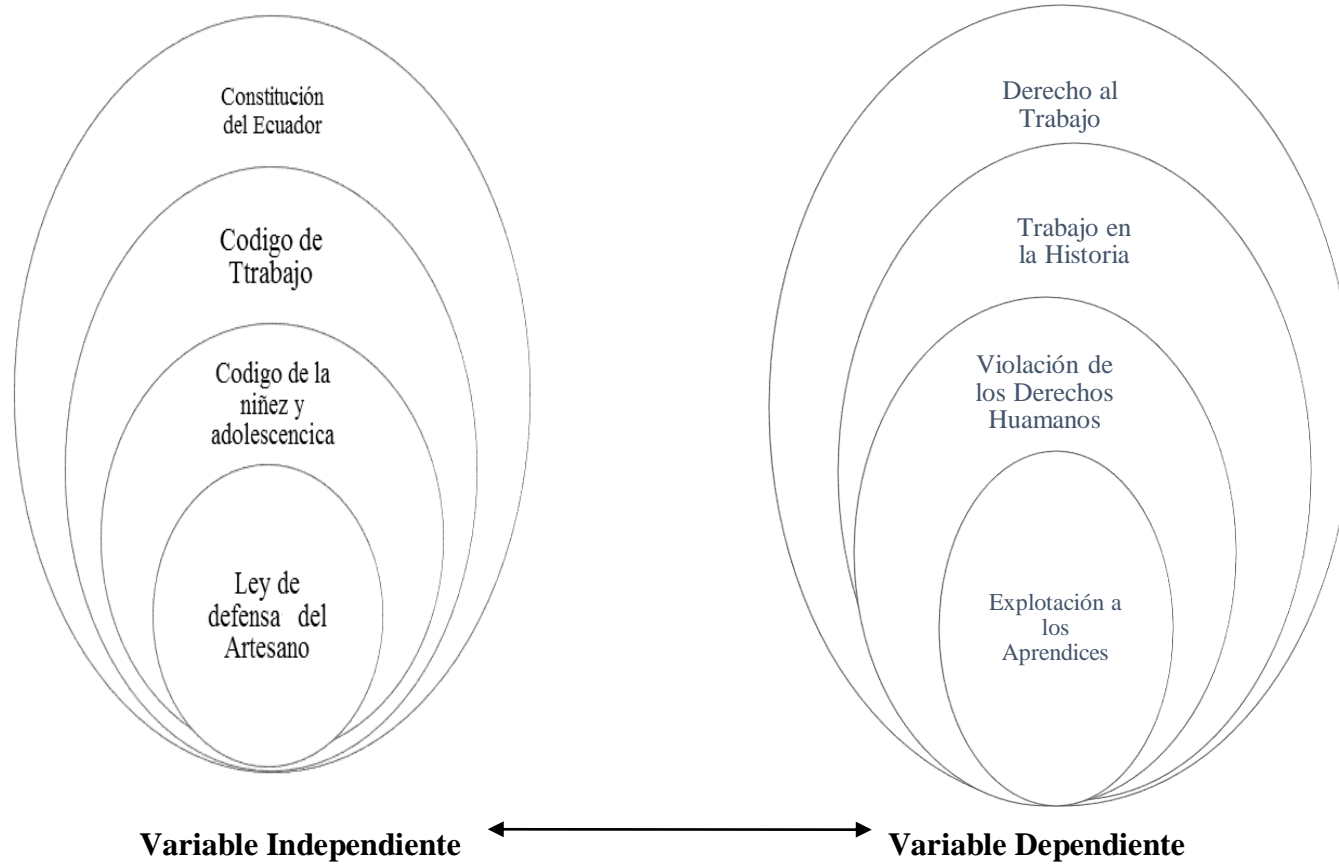 Constitución
del Ecuador
Codigo de
Ttrabajo
Codigo de la
niñez y
adolescencica
Ley de
defensa del
Artesano
Derecho al
Trabajo
Trabajo en
la Historia
Violación de
los Derechos
Huamanos
Explotación a
los
Aprendices
Variable Independiente
Variable Dependiente